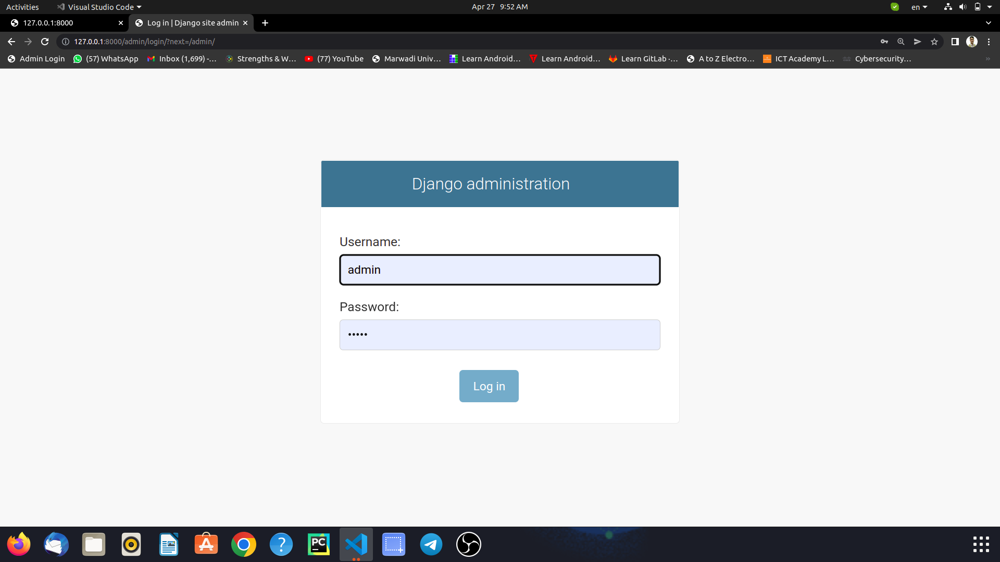 Activities Visual Studio Code Apr 27 9:52 AM en
127.0.0.1:8000 Log in | Django site admin
127.0.0.1:8000/admin/login/?next=/admin/
Admin Login (57) WhatsApp Inbox (1,699) -... Strengths & W... (77) YouTube Marwadi Univ... Learn Android... Learn Android... Learn GitLab ·... A to Z Electro... ICT Academy L... Cybersecurity...
Django administration
Username:
admin
Password:
•••••
Log in
PC